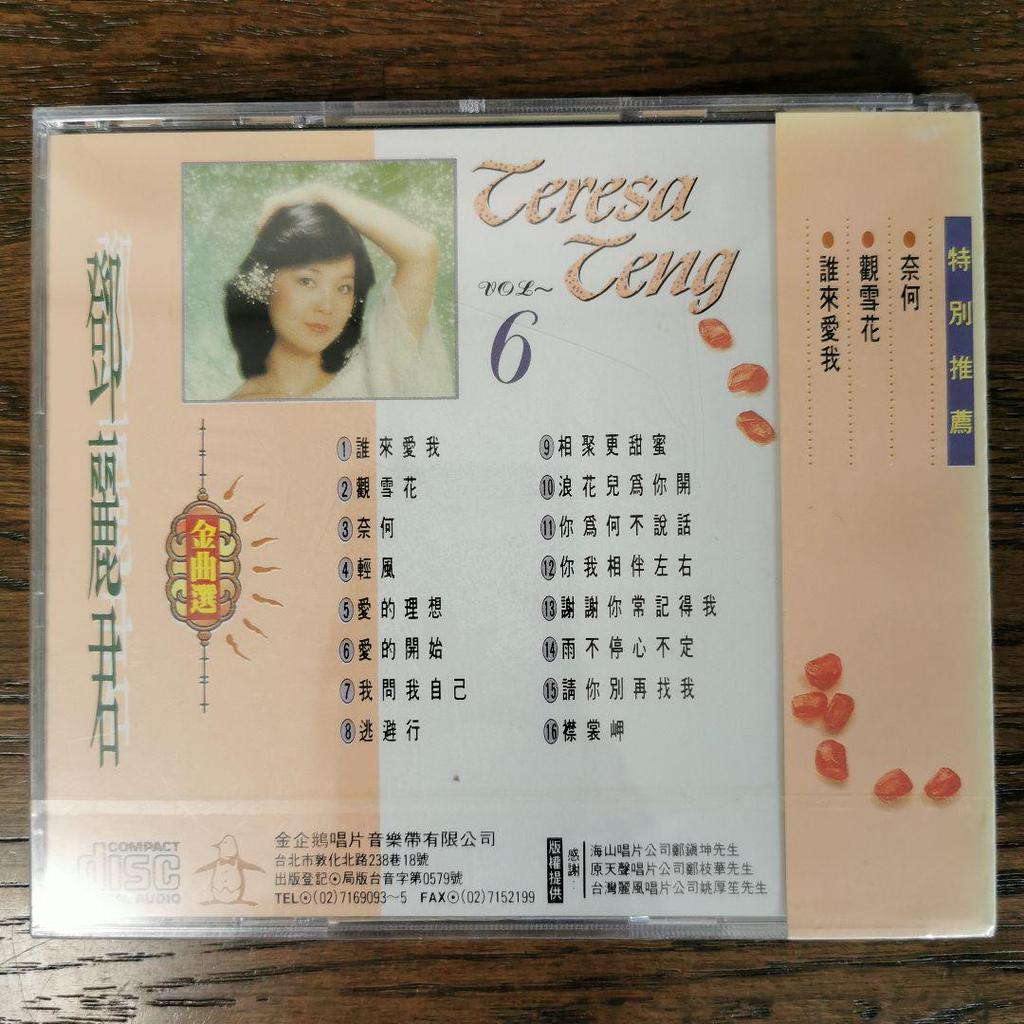 鄧麗君
金曲選
Teresa
Teng
VOL~
6
1 誰來愛我
2 觀雪花
3 奈何
4 輕風
5 愛的理想
6 愛的開始
7 我問我自己
8 逃避行
9 相聚更甜蜜
10 浪花兒為你開
11 你為何不說話
12 你我相伴左右
13 謝謝你常記得我
14 雨不停心不定
15 請你別再找我
16 襟裳岬
特別推薦
奈何
觀雪花
誰來愛我
COMPACT
disc
AUDIO
金企鵝唱片音樂帶有限公司
台北市敦化北路238巷18號
出版登記⊙局版台音字第0579號
TEL⊙(02)7169093~5 FAX⊙(02)7152199
版權提供
感謝:
海山唱片公司鄭鎮坤先生
原天聲唱片公司鄭枝華先生
台灣麗風唱片公司姚厚笙先生